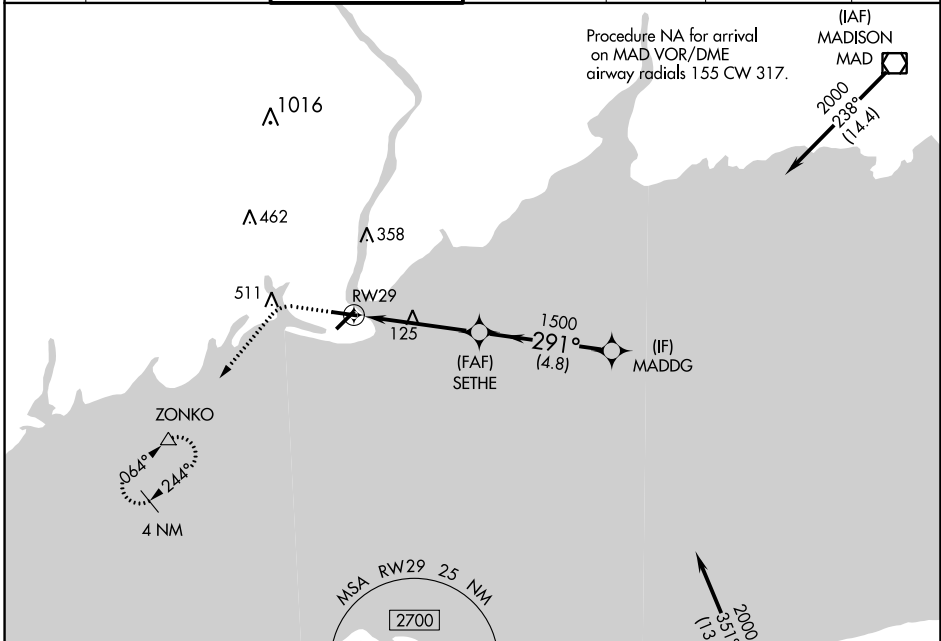 Procedure NA for arrival
on MAD VOR/DME
airway radials 155 CW 317.
(IAF)
MADISON
MAD
2000
238°
(14.4)
1016
462
358
511
RW29
125
1500
291°
(4.8)
(FAF)
SETHE
(IF)
MADDG
ZONKO
064°
244°
4 NM
MSA RW29 25 NM
2700
2000
351°
(13